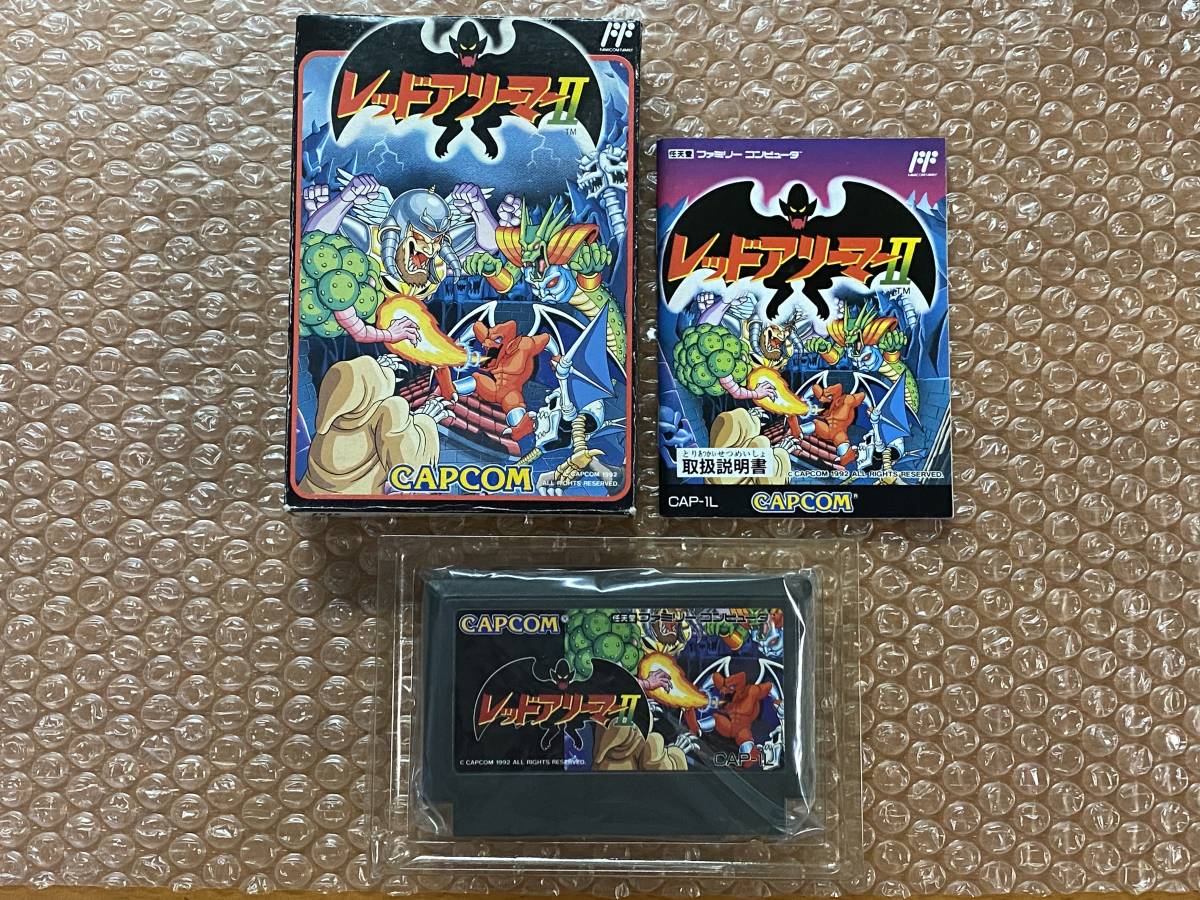 FAMICOM FAMILY
レッドアリーマーII
TM
CAPCOM
© CAPCOM 1992
ALL RIGHTS RESERVED.
任天堂 ファミリー コンピュータ
FAMICOM FAMILY
レッドアリーマーII
TM
とりあつかいせつめいしょ
取扱説明書
© CAPCOM 1992 ALL RIGHTS RESERVED.
CAP-1L CAPCOM®
CAPCOM® 任天堂 ファミリーコンピュータ
レッドアリーマーII
© CAPCOM 1992 ALL RIGHTS RESERVED.
CAP-1L